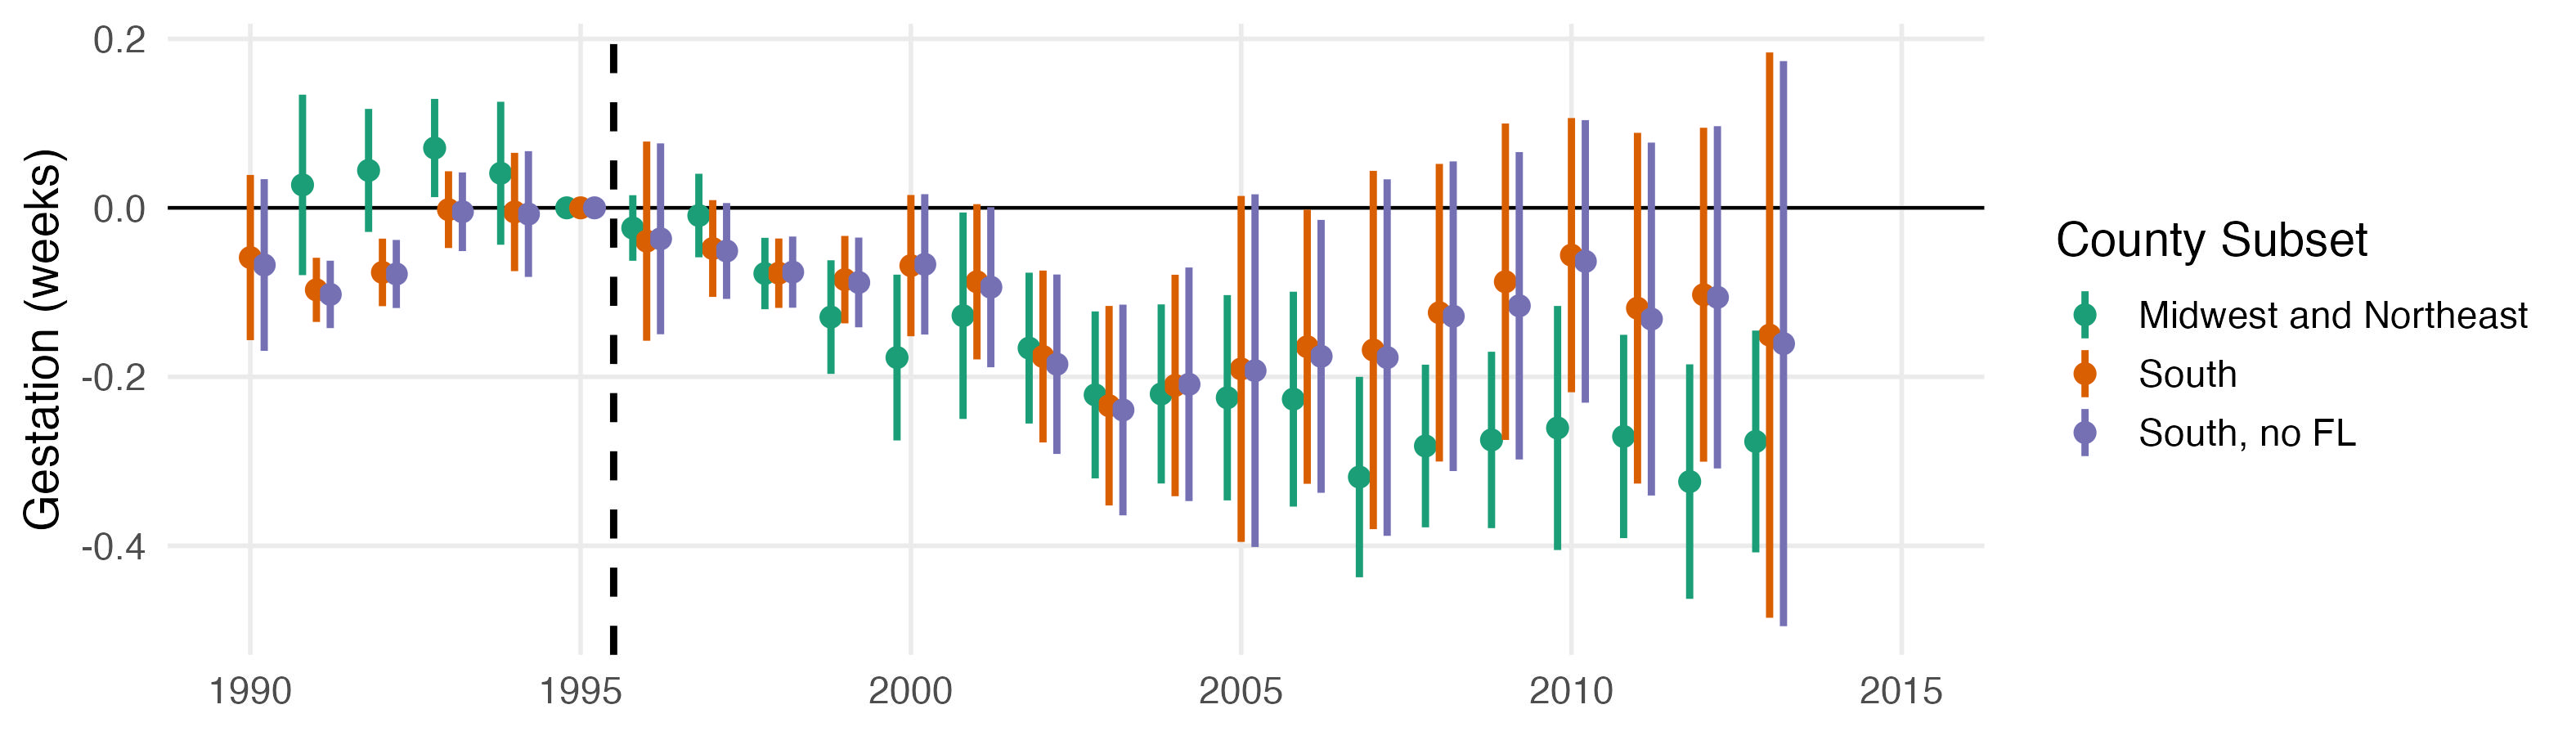 Gestation (weeks)
0.2
0.0
-0.2
-0.4
1990 1995 2000 2005 2010 2015
County Subset
Midwest and Northeast
South
South, no FL